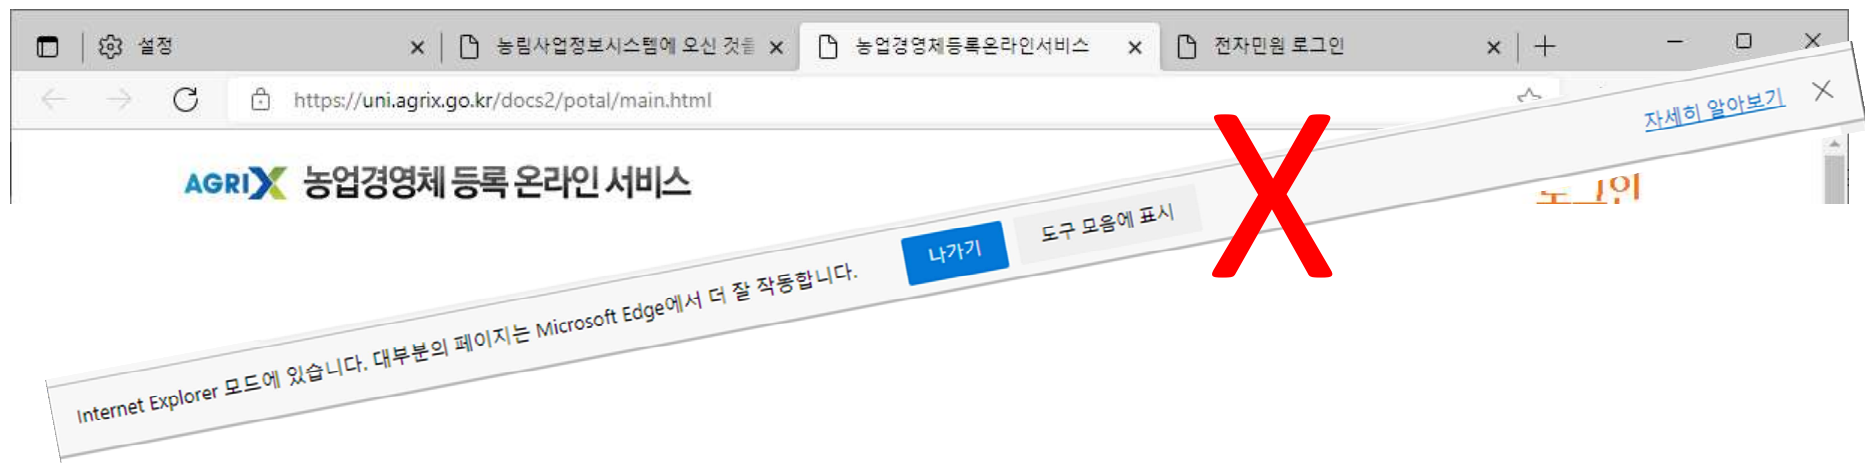 설정
농림사업정보시스템에 오신 것을
농업경영체등록온라인서비스
전자민원 로그인
https://uni.agrix.go.kr/docs2/potal/main.html
AGRIX 농업경영체 등록 온라인 서비스
Internet Explorer 모드에 있습니다. 대부분의 페이지는 Microsoft Edge에서 더 잘 작동합니다.
나가기
도구 모음에 표시
자세히 알아보기
X